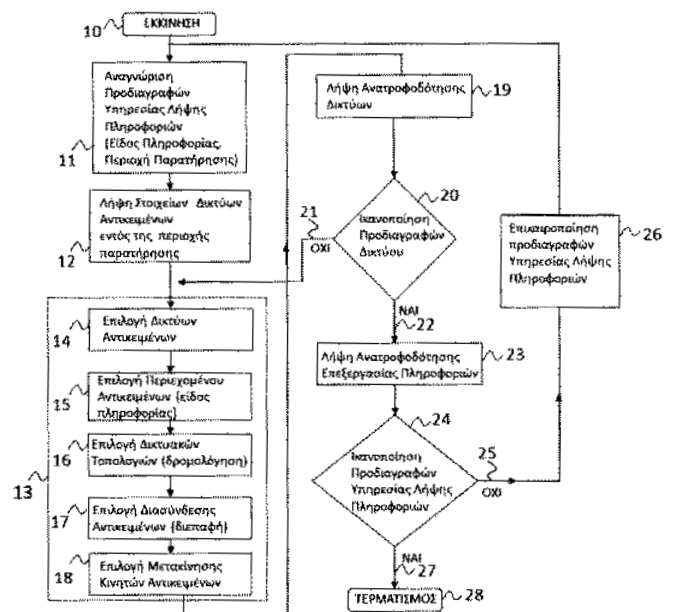 10 ΕΚΚΙΝΗΣΗ
Αναγνώριση
Προδιαγραφών
Υπηρεσίας Λήψης
Πληροφοριών
(Είδος Πληροφορίας,
Περιοχή Παρατήρησης)
11
Λήψη Στοιχείων Δικτύων
Αντικειμένων
εντός της περιοχής
παρατήρησης
12
13
Επιλογή Δικτύων
Αντικειμένων
14
Επιλογή Περιεχομένου
Αντικειμένων (είδος
πληροφορίας)
15
Επιλογή Δικτυακών
Τοπολογιών (δρομολόγηση)
16
Επιλογή Διασύνδεσης
Αντικειμένων (διεπαφή)
17
Επιλογή Μετακίνησης
Κινητών Αντικειμένων
18
Λήψη Ανατροφοδότησης
Δικτύων
19
20
Ικανοποίηση
Προδιαγραφών
Δικτύου
21
ΟΧΙ
ΝΑΙ
22
Λήψη Ανατροφοδότησης
Επεξεργασίας Πληροφοριών
23
24
Ικανοποίηση
Προδιαγραφών
Υπηρεσίας Λήψης
Πληροφοριών
25
ΟΧΙ
Επικαιροποίηση
προδιαγραφών
Υπηρεσίας Λήψης
Πληροφοριών
26
ΝΑΙ
27
ΤΕΡΜΑΤΙΣΜΟΣ 28